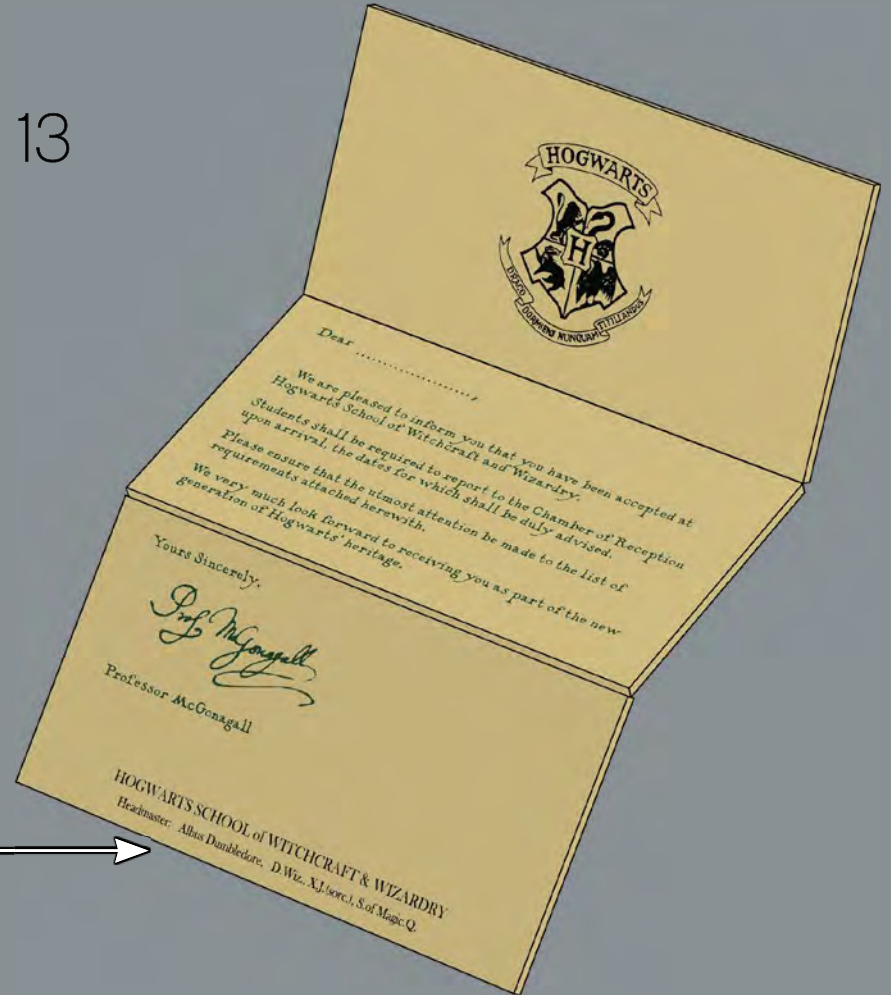 13
HOGWARTS
H
DRACO DORMIENS NUNQUAM TITILLANDUS
Dear ....................,
We are pleased to inform you that you have been accepted at
Hogwarts School of Witchcraft and Wizardry.
Students shall be required to report to the Chamber of Reception
upon arrival, the dates for which shall be duly advised.
Please ensure that the utmost attention be made to the list of
requirements attached herewith.
We very much look forward to receiving you as part of the new
generation of Hogwarts' heritage.
Yours Sincerely,
Prof McGonagall
Professor McGonagall
HOGWARTS SCHOOL of WITCHCRAFT & WIZARDRY
Headmaster: Albus Dumbledore, D.Wiz., X.J.(sorc.), S.of Magic.Q.